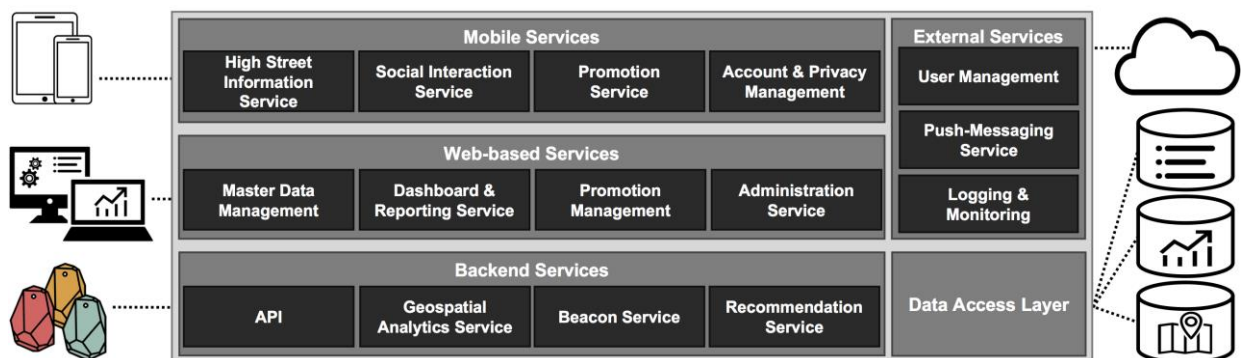 Mobile Services
High Street
Information
Service
Social Interaction
Service
Promotion
Service
Account & Privacy
Management
External Services
User Management
Push-Messaging
Service
Logging &
Monitoring
Web-based Services
Master Data
Management
Dashboard &
Reporting Service
Promotion
Management
Administration
Service
Backend Services
API
Geospatial
Analytics Service
Beacon Service
Recommendation
Service
Data Access Layer